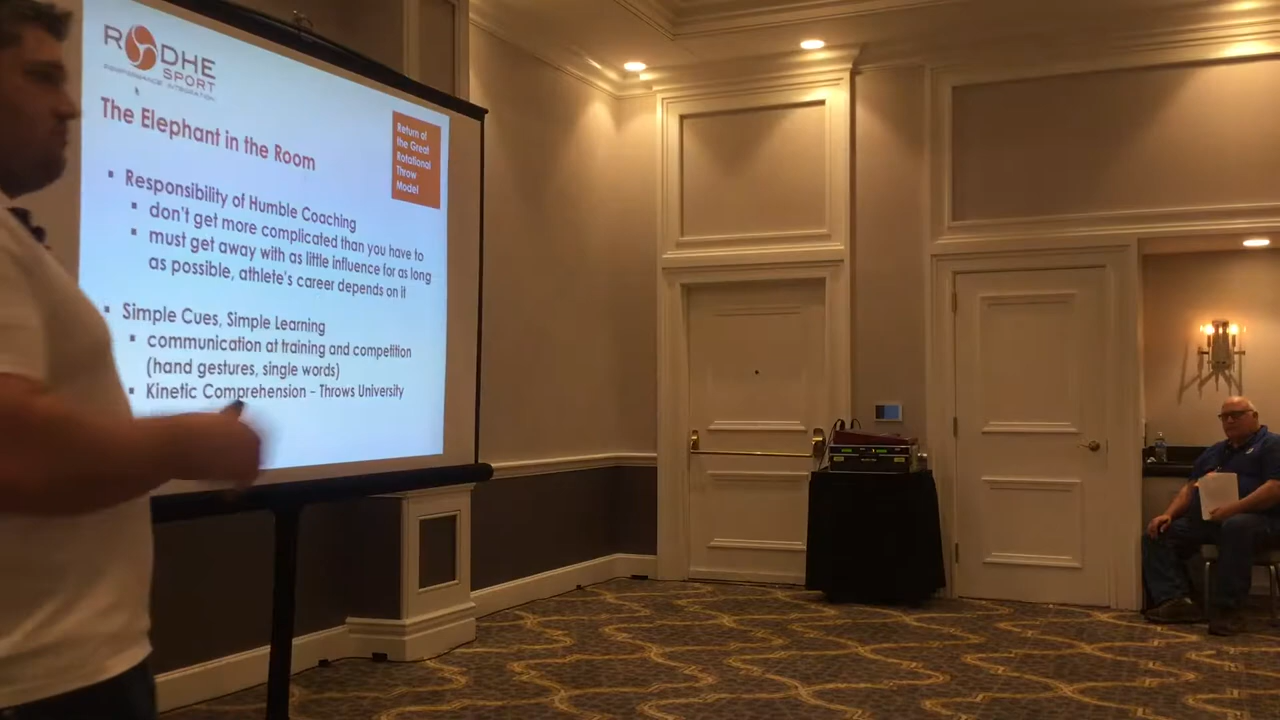 RODHE
SPORT
PERFORMANCE INTEGRATION
The Elephant in the Room
Return of
the Great
Rotational
Throw
Model
Responsibility of Humble Coaching
don't get more complicated than you have to
must get away with as little influence for as long
as possible, athlete's career depends on it
Simple Cues, Simple Learning
communication at training and competition
(hand gestures, single words)
Kinetic Comprehension – Throws University